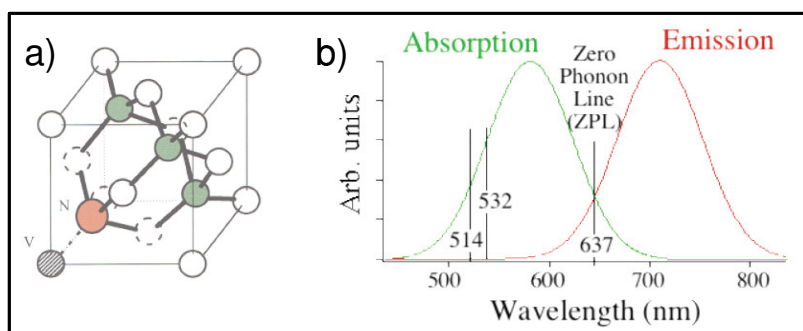 a)
N
V
b)
Absorption
Emission
Zero
Phonon
Line
(ZPL)
Arb. units
532
514
637
500
600
700
800
Wavelength (nm)